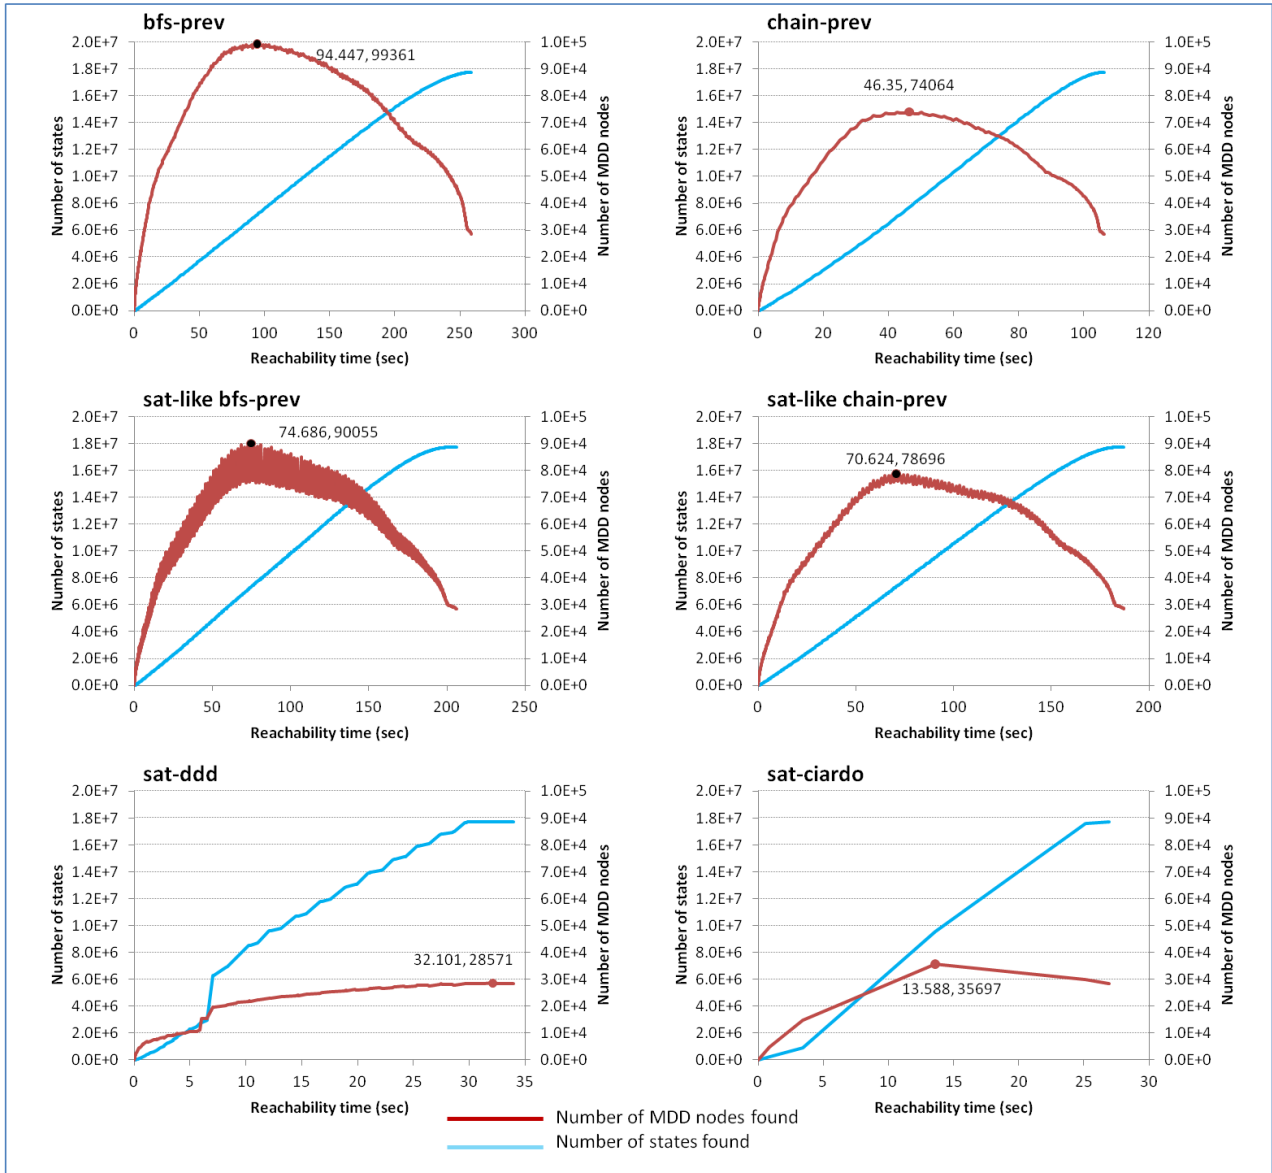 bfs-prev
2.0E+7
1.8E+7
1.6E+7
1.4E+7
1.2E+7
1.0E+7
8.0E+6
6.0E+6
4.0E+6
2.0E+6
0.0E+0
Number of states
94.447, 99361
1.0E+5
9.0E+4
8.0E+4
7.0E+4
6.0E+4
5.0E+4
4.0E+4
3.0E+4
2.0E+4
1.0E+4
0.0E+0
Number of MDD nodes
0 50 100 150 200 250 300
Reachability time (sec)
chain-prev
2.0E+7
1.8E+7
1.6E+7
1.4E+7
1.2E+7
1.0E+7
8.0E+6
6.0E+6
4.0E+6
2.0E+6
0.0E+0
Number of states
46.35, 74064
1.0E+5
9.0E+4
8.0E+4
7.0E+4
6.0E+4
5.0E+4
4.0E+4
3.0E+4
2.0E+4
1.0E+4
0.0E+0
Number of MDD nodes
0 20 40 60 80 100 120
Reachability time (sec)
sat-like bfs-prev
2.0E+7
1.8E+7
1.6E+7
1.4E+7
1.2E+7
1.0E+7
8.0E+6
6.0E+6
4.0E+6
2.0E+6
0.0E+0
Number of states
74.686, 90055
1.0E+5
9.0E+4
8.0E+4
7.0E+4
6.0E+4
5.0E+4
4.0E+4
3.0E+4
2.0E+4
1.0E+4
0.0E+0
Number of MDD nodes
0 50 100 150 200 250
Reachability time (sec)
sat-like chain-prev
2.0E+7
1.8E+7
1.6E+7
1.4E+7
1.2E+7
1.0E+7
8.0E+6
6.0E+6
4.0E+6
2.0E+6
0.0E+0
Number of states
70.624, 78696
1.0E+5
9.0E+4
8.0E+4
7.0E+4
6.0E+4
5.0E+4
4.0E+4
3.0E+4
2.0E+4
1.0E+4
0.0E+0
Number of MDD nodes
0 50 100 150 200
Reachability time (sec)
sat-ddd
2.0E+7
1.8E+7
1.6E+7
1.4E+7
1.2E+7
1.0E+7
8.0E+6
6.0E+6
4.0E+6
2.0E+6
0.0E+0
Number of states
32.101, 28571
1.0E+5
9.0E+4
8.0E+4
7.0E+4
6.0E+4
5.0E+4
4.0E+4
3.0E+4
2.0E+4
1.0E+4
0.0E+0
Number of MDD nodes
0 5 10 15 20 25 30 35
Reachability time (sec)
sat-ciardo
2.0E+7
1.8E+7
1.6E+7
1.4E+7
1.2E+7
1.0E+7
8.0E+6
6.0E+6
4.0E+6
2.0E+6
0.0E+0
Number of states
13.588, 35697
1.0E+5
9.0E+4
8.0E+4
7.0E+4
6.0E+4
5.0E+4
4.0E+4
3.0E+4
2.0E+4
1.0E+4
0.0E+0
Number of MDD nodes
0 5 10 15 20 25 30
Reachability time (sec)
Number of MDD nodes found
Number of states found